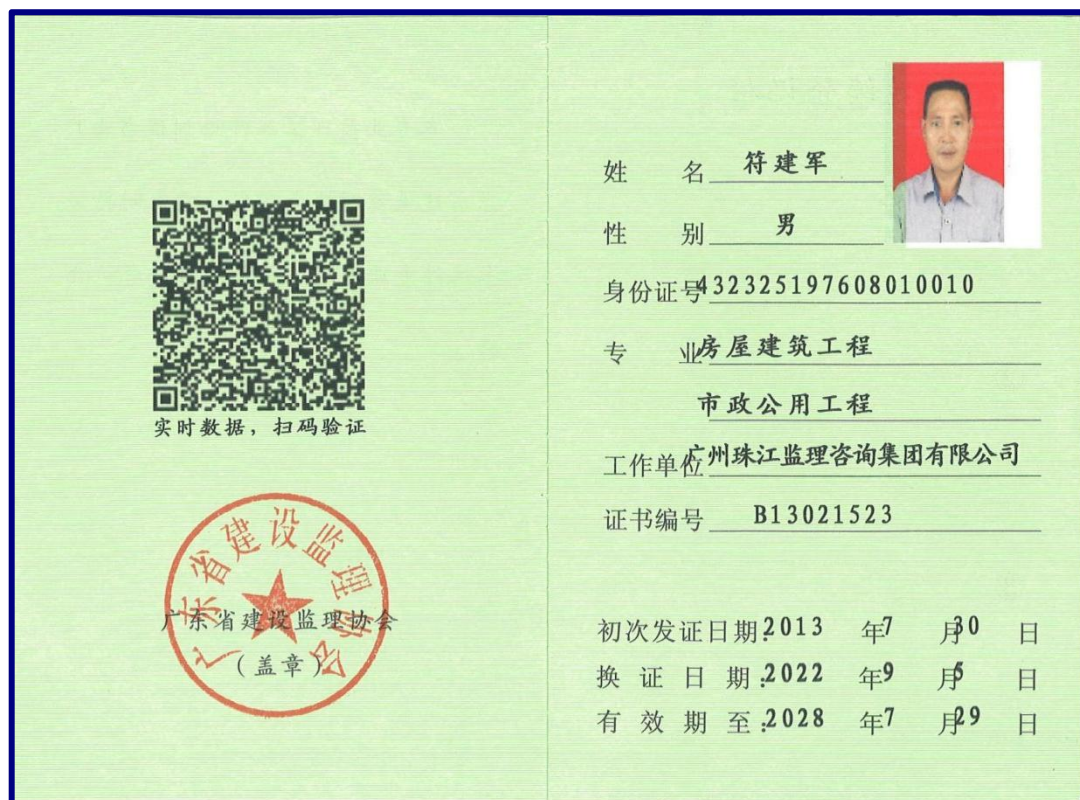 实时数据，扫码验证
广东省建设监理协会
广东省建设监理协会
（盖章）
姓 名 符建军
性 别 男
身份证号 432325197608010010
专 业 房屋建筑工程
市政公用工程
工作单位 广州珠江监理咨询集团有限公司
证书编号 B13021523
初次发证日期：2013 年 7 月 30 日
换证日期：2022 年 9 月 5 日
有效期至：2028 年 7 月 29 日